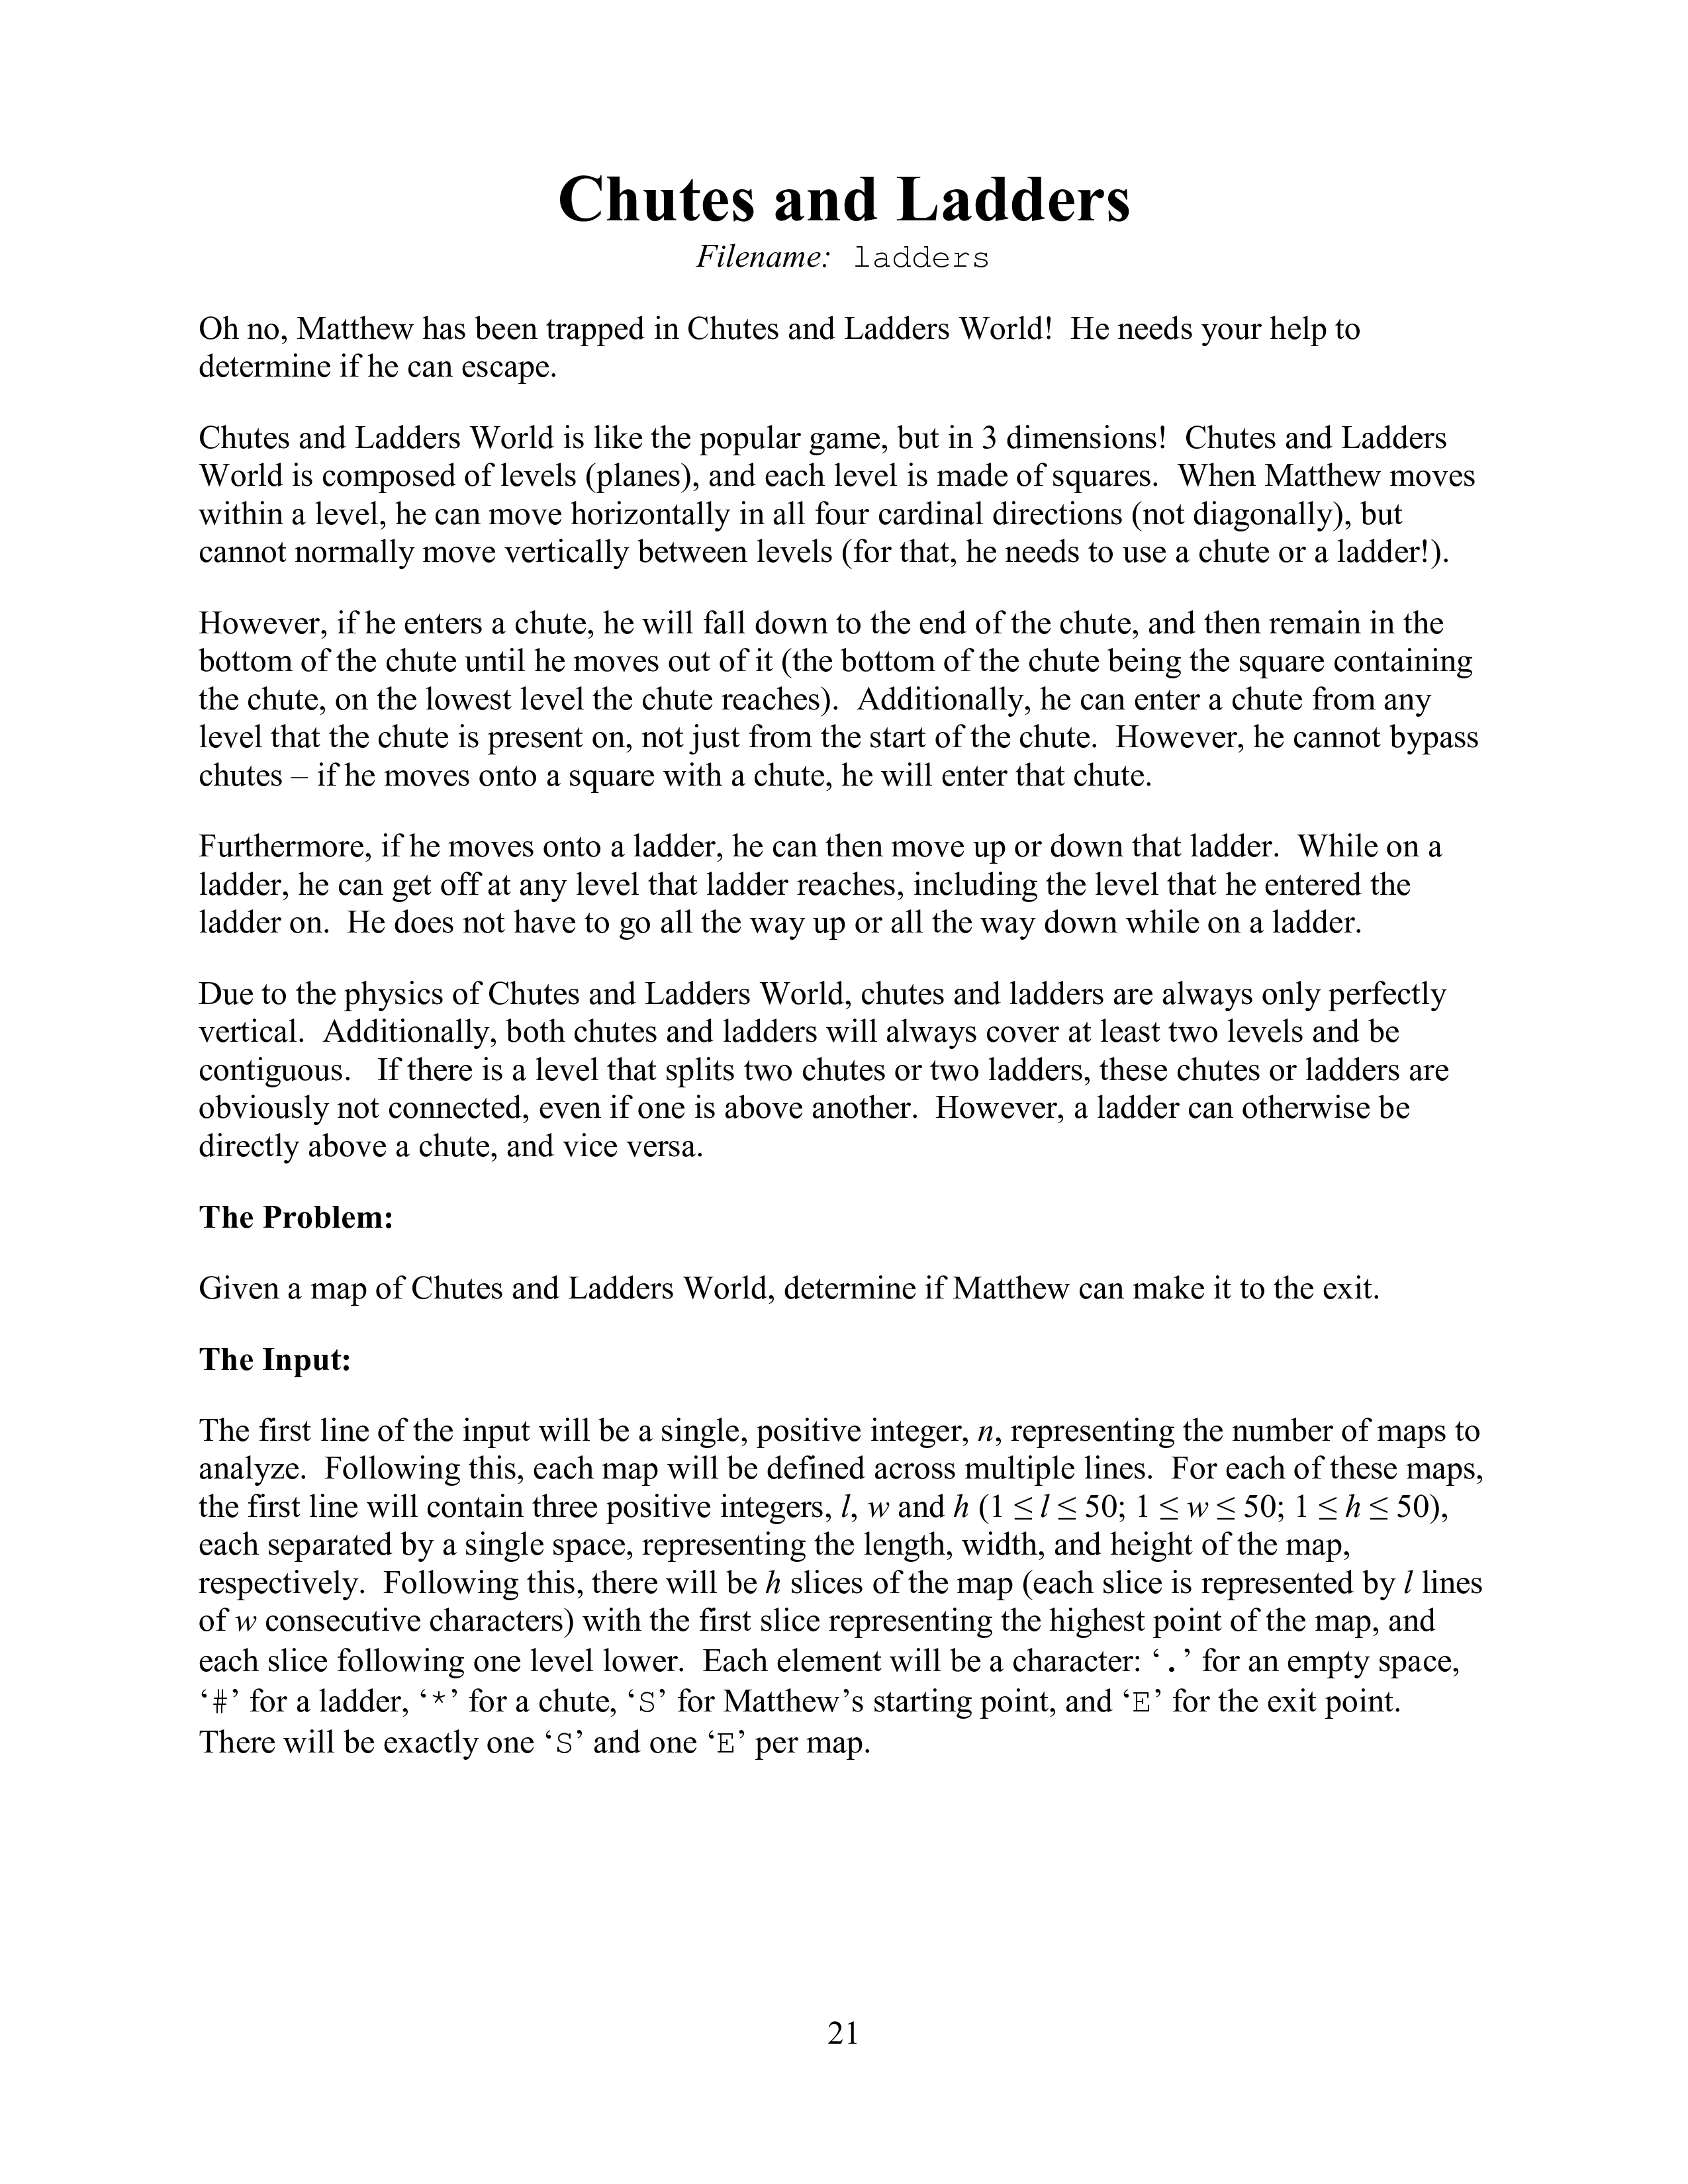 Chutes and Ladders
Filename: ladders
Oh no, Matthew has been trapped in Chutes and Ladders World!  He needs your help to
determine if he can escape.
Chutes and Ladders World is like the popular game, but in 3 dimensions!  Chutes and Ladders
World is composed of levels (planes), and each level is made of squares.  When Matthew moves
within a level, he can move horizontally in all four cardinal directions (not diagonally), but
cannot normally move vertically between levels (for that, he needs to use a chute or a ladder!).
However, if he enters a chute, he will fall down to the end of the chute, and then remain in the
bottom of the chute until he moves out of it (the bottom of the chute being the square containing
the chute, on the lowest level the chute reaches).  Additionally, he can enter a chute from any
level that the chute is present on, not just from the start of the chute.  However, he cannot bypass
chutes – if he moves onto a square with a chute, he will enter that chute.
Furthermore, if he moves onto a ladder, he can then move up or down that ladder.  While on a
ladder, he can get off at any level that ladder reaches, including the level that he entered the
ladder on.  He does not have to go all the way up or all the way down while on a ladder.
Due to the physics of Chutes and Ladders World, chutes and ladders are always only perfectly
vertical.  Additionally, both chutes and ladders will always cover at least two levels and be
contiguous.   If there is a level that splits two chutes or two ladders, these chutes or ladders are
obviously not connected, even if one is above another.  However, a ladder can otherwise be
directly above a chute, and vice versa.
The Problem:
Given a map of Chutes and Ladders World, determine if Matthew can make it to the exit.
The Input:
The first line of the input will be a single, positive integer, n, representing the number of maps to
analyze.  Following this, each map will be defined across multiple lines.  For each of these maps,
the first line will contain three positive integers, l, w and h (1 ≤ l ≤ 50; 1 ≤ w ≤ 50; 1 ≤ h ≤ 50),
each separated by a single space, representing the length, width, and height of the map,
respectively.  Following this, there will be h slices of the map (each slice is represented by l lines
of w consecutive characters) with the first slice representing the highest point of the map, and
each slice following one level lower.  Each element will be a character: ‘.’ for an empty space,
‘#’ for a ladder, ‘*’ for a chute, ‘S’ for Matthew’s starting point, and ‘E’ for the exit point.
There will be exactly one ‘S’ and one ‘E’ per map.
21